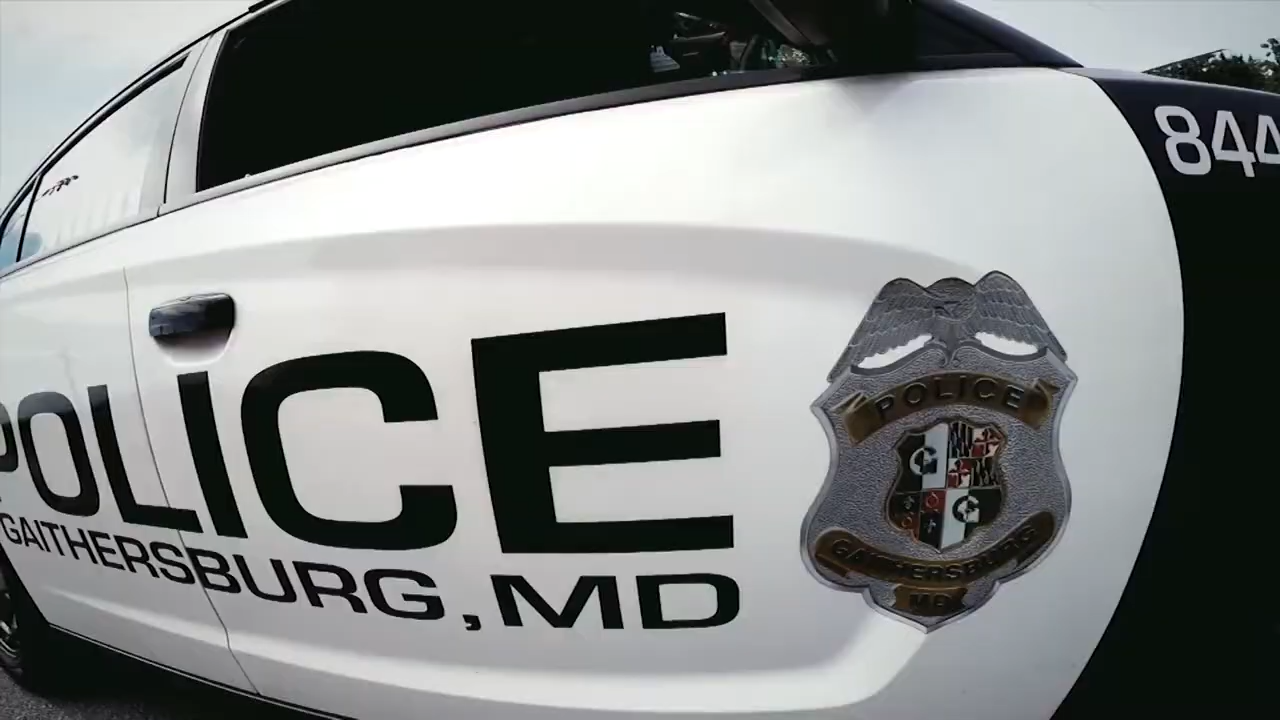 844
POLICE
GAITHERSBURG, MD
POLICE
G
G
GAITHERSBURG
MD